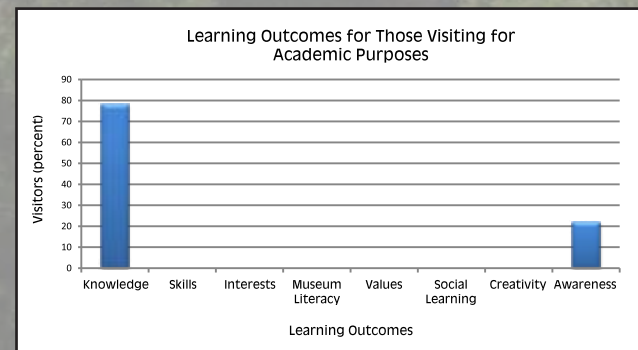 Learning Outcomes for Those Visiting for
Academic Purposes
Visitors (percent)
90
80
70
60
50
40
30
20
10
0
Knowledge Skills Interests Museum Literacy Values Social Learning Creativity Awareness
Learning Outcomes